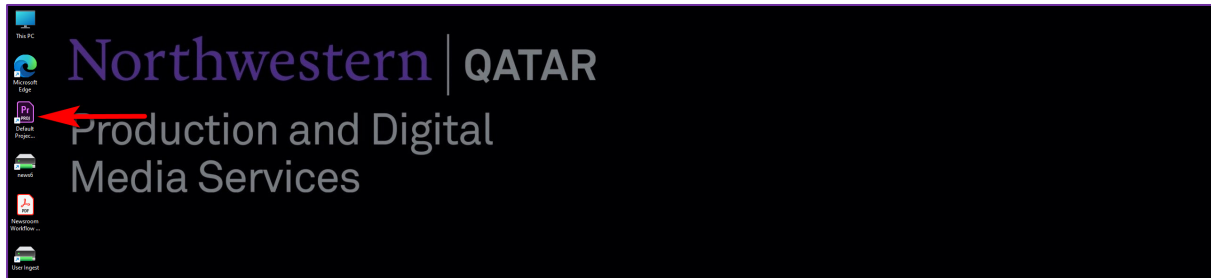 This PC
Microsoft
Edge
Pr
PROJ
Default
Projec...
news6
PDF
Newsroom
Workflow ...
User Ingest
Northwestern | QATAR
Production and Digital
Media Services